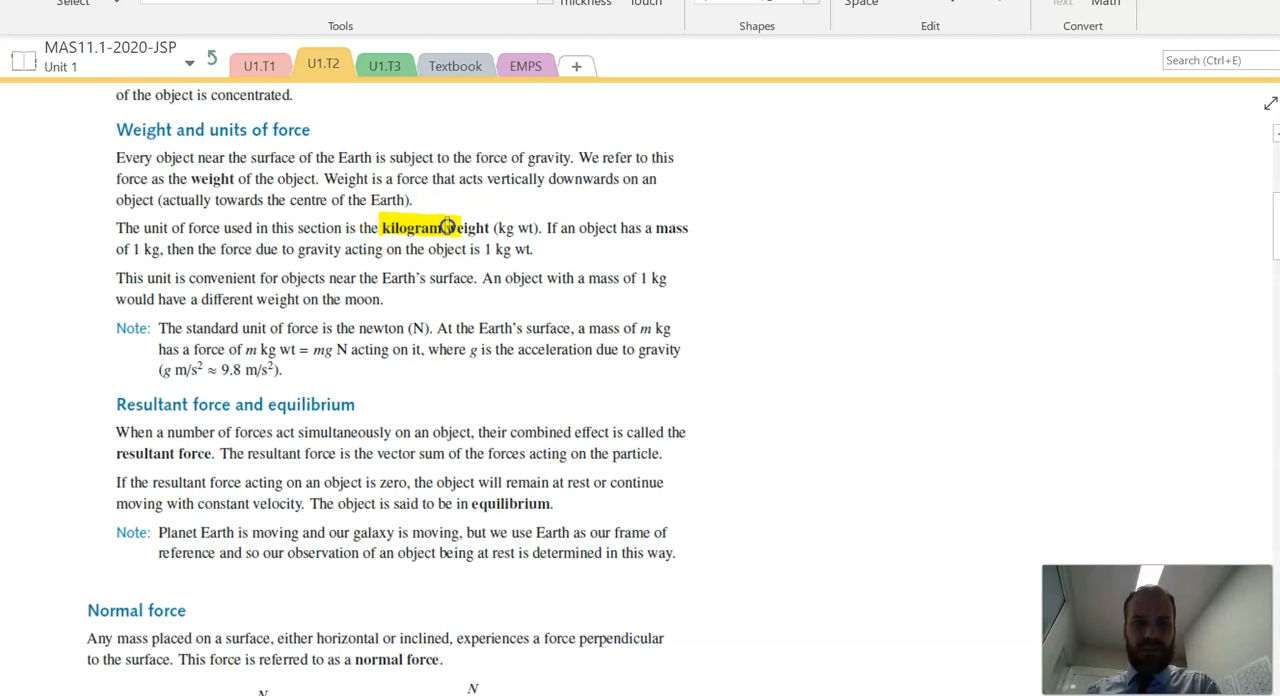 Select
Thickness
Touch
Space
Text
Math
Tools
Shapes
Edit
Convert
MAS11.1-2020-JSP
Unit 1
U1.T1
U1.T2
U1.T3
Textbook
EMPS
+
Search (Ctrl+E)
of the object is concentrated.
Weight and units of force
Every object near the surface of the Earth is subject to the force of gravity. We refer to this
force as the weight of the object. Weight is a force that acts vertically downwards on an
object (actually towards the centre of the Earth).
The unit of force used in this section is the kilogram weight (kg wt). If an object has a mass
of 1 kg, then the force due to gravity acting on the object is 1 kg wt.
This unit is convenient for objects near the Earth's surface. An object with a mass of 1 kg
would have a different weight on the moon.
Note: The standard unit of force is the newton (N). At the Earth's surface, a mass of m kg
has a force of m kg wt = mg N acting on it, where g is the acceleration due to gravity
(g m/s² ≈ 9.8 m/s²).
Resultant force and equilibrium
When a number of forces act simultaneously on an object, their combined effect is called the
resultant force. The resultant force is the vector sum of the forces acting on the particle.
If the resultant force acting on an object is zero, the object will remain at rest or continue
moving with constant velocity. The object is said to be in equilibrium.
Note: Planet Earth is moving and our galaxy is moving, but we use Earth as our frame of
reference and so our observation of an object being at rest is determined in this way.
Normal force
Any mass placed on a surface, either horizontal or inclined, experiences a force perpendicular
to the surface. This force is referred to as a normal force.
N
N